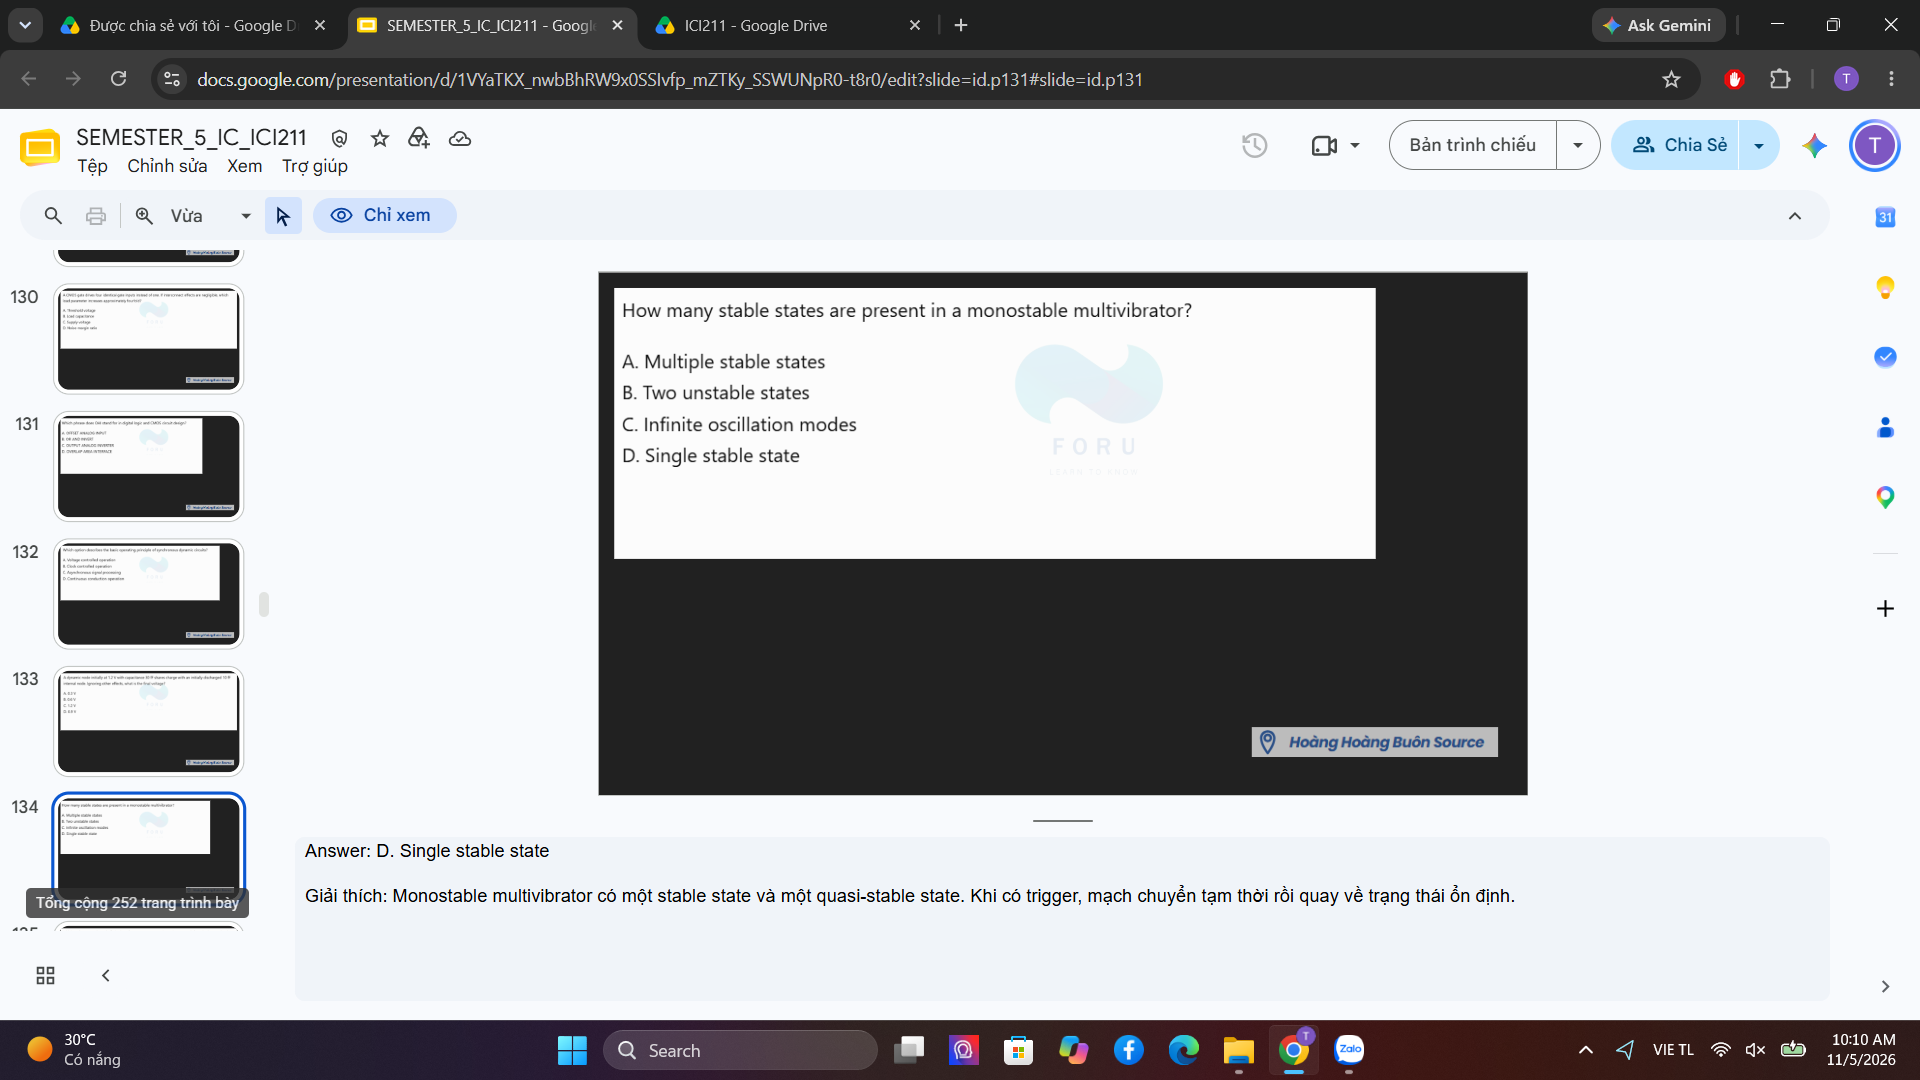 Được chia sẻ với tôi - Google D
SEMESTER_5_IC_ICI211 - Google
ICI211 - Google Drive
Ask Gemini
docs.google.com/presentation/d/1VYaTKX_nwbBhRW9x0SSIvfp_mZTKy_SSWUNpR0-t8r0/edit?slide=id.p131#slide=id.p131
T
SEMESTER_5_IC_ICI211
Tệp Chỉnh sửa Xem Trợ giúp
Bản trình chiếu
Chia Sẻ
T
Vừa
Chỉ xem
31
130
131
132
133
134
Tổng cộng 252 trang trình bày
How many stable states are present in a monostable multivibrator?
A. Multiple stable states
B. Two unstable states
C. Infinite oscillation modes
D. Single stable state
FORU
Hoàng Hoàng Buôn Source
Answer: D. Single stable state
Giải thích: Monostable multivibrator có một stable state và một quasi-stable state. Khi có trigger, mạch chuyển tạm thời rồi quay về trạng thái ổn định.
30°C
Có nắng
Search
T
Zalo
VIE TL
10:10 AM
11/5/2026